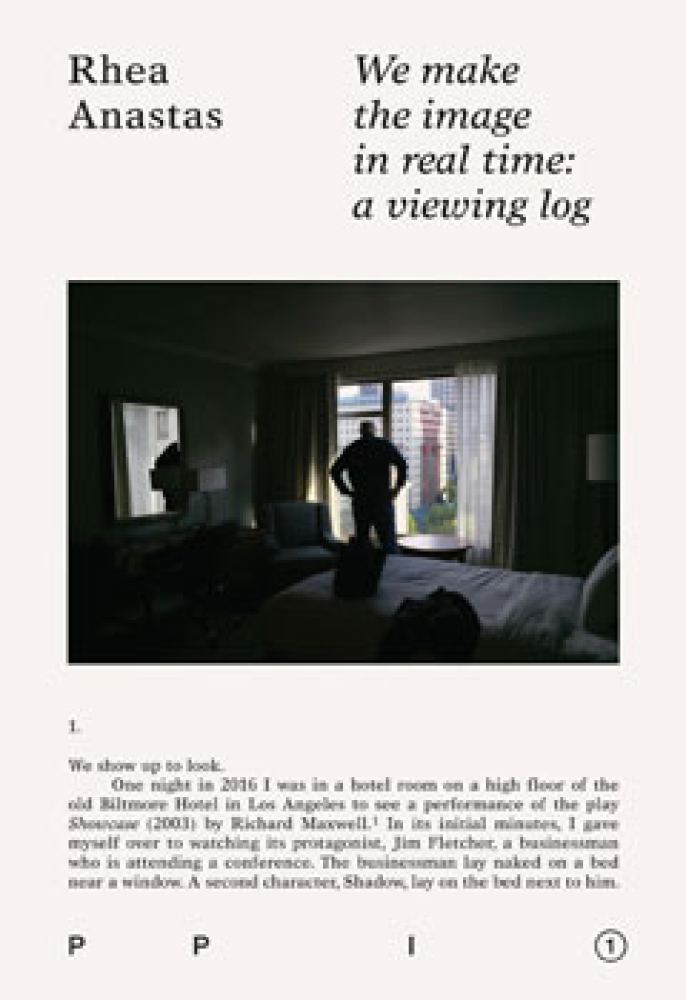 Rhea
Anastas
We make
the image
in real time:
a viewing log
1.
We show up to look.
One night in 2016 I was in a hotel room on a high floor of the
old Biltmore Hotel in Los Angeles to see a performance of the play
Showcase (2003) by Richard Maxwell.¹ In its initial minutes, I gave
myself over to watching its protagonist, Jim Fletcher, a businessman
who is attending a conference. The businessman lay naked on a bed
near a window. A second character, Shadow, lay on the bed next to him.
P P I 1